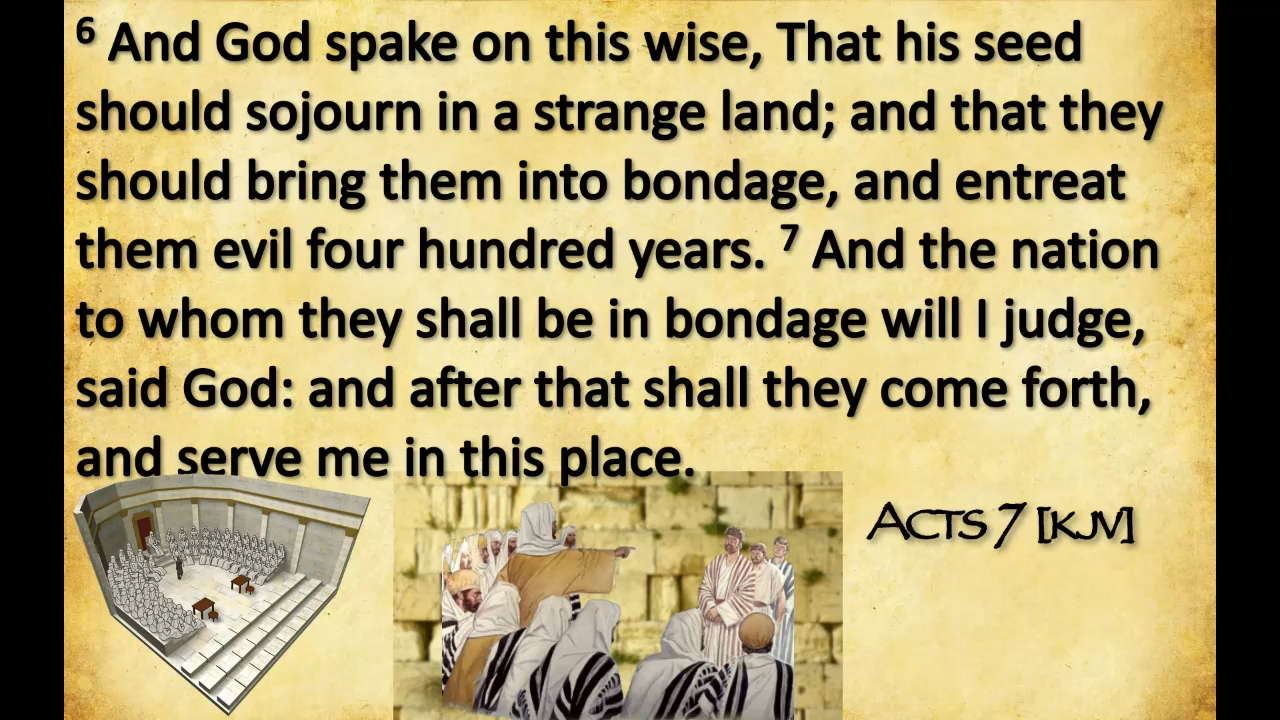 6 And God spake on this wise, That his seed
should sojourn in a strange land; and that they
should bring them into bondage, and entreat
them evil four hundred years. 7 And the nation
to whom they shall be in bondage will I judge,
said God: and after that shall they come forth,
and serve me in this place.
Acts 7 [KJV]